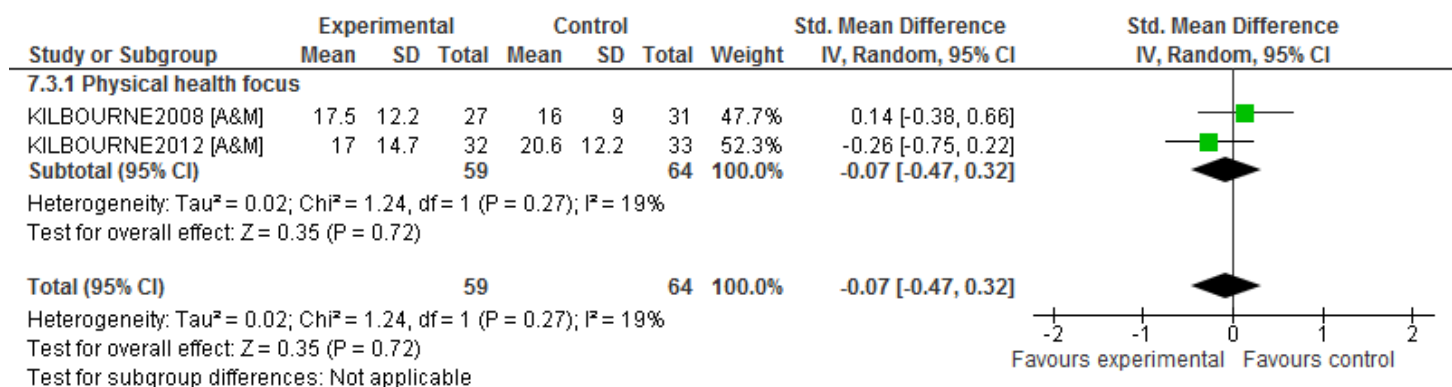 Experimental Control Std. Mean Difference Std. Mean Difference
Study or Subgroup Mean SD Total Mean SD Total Weight IV, Random, 95% CI IV, Random, 95% CI
7.3.1 Physical health focus
KILBOURNE2008 [A&M] 17.5 12.2 27 16 9 31 47.7% 0.14 [-0.38, 0.66]
KILBOURNE2012 [A&M] 17 14.7 32 20.6 12.2 33 52.3% -0.26 [-0.75, 0.22]
Subtotal (95% CI) 59 64 100.0% -0.07 [-0.47, 0.32]
Heterogeneity: Tau² = 0.02; Chi² = 1.24, df = 1 (P = 0.27); I² = 19%
Test for overall effect: Z = 0.35 (P = 0.72)
Total (95% CI) 59 64 100.0% -0.07 [-0.47, 0.32]
Heterogeneity: Tau² = 0.02; Chi² = 1.24, df = 1 (P = 0.27); I² = 19%
Test for overall effect: Z = 0.35 (P = 0.72)
Test for subgroup differences: Not applicable
-2 -1 0 1 2
Favours experimental Favours control